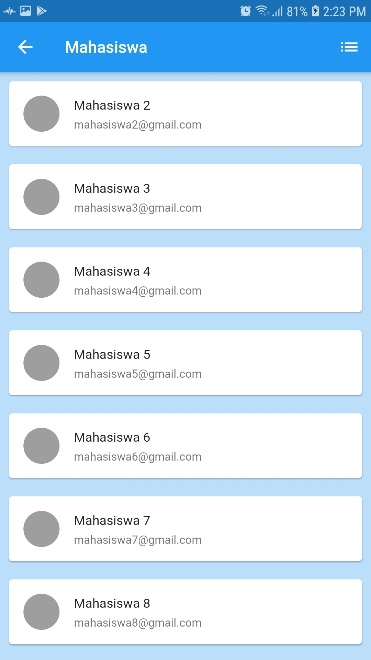 81% 2:23 PM
Mahasiswa
Mahasiswa 2
mahasiswa2@gmail.com
Mahasiswa 3
mahasiswa3@gmail.com
Mahasiswa 4
mahasiswa4@gmail.com
Mahasiswa 5
mahasiswa5@gmail.com
Mahasiswa 6
mahasiswa6@gmail.com
Mahasiswa 7
mahasiswa7@gmail.com
Mahasiswa 8
mahasiswa8@gmail.com